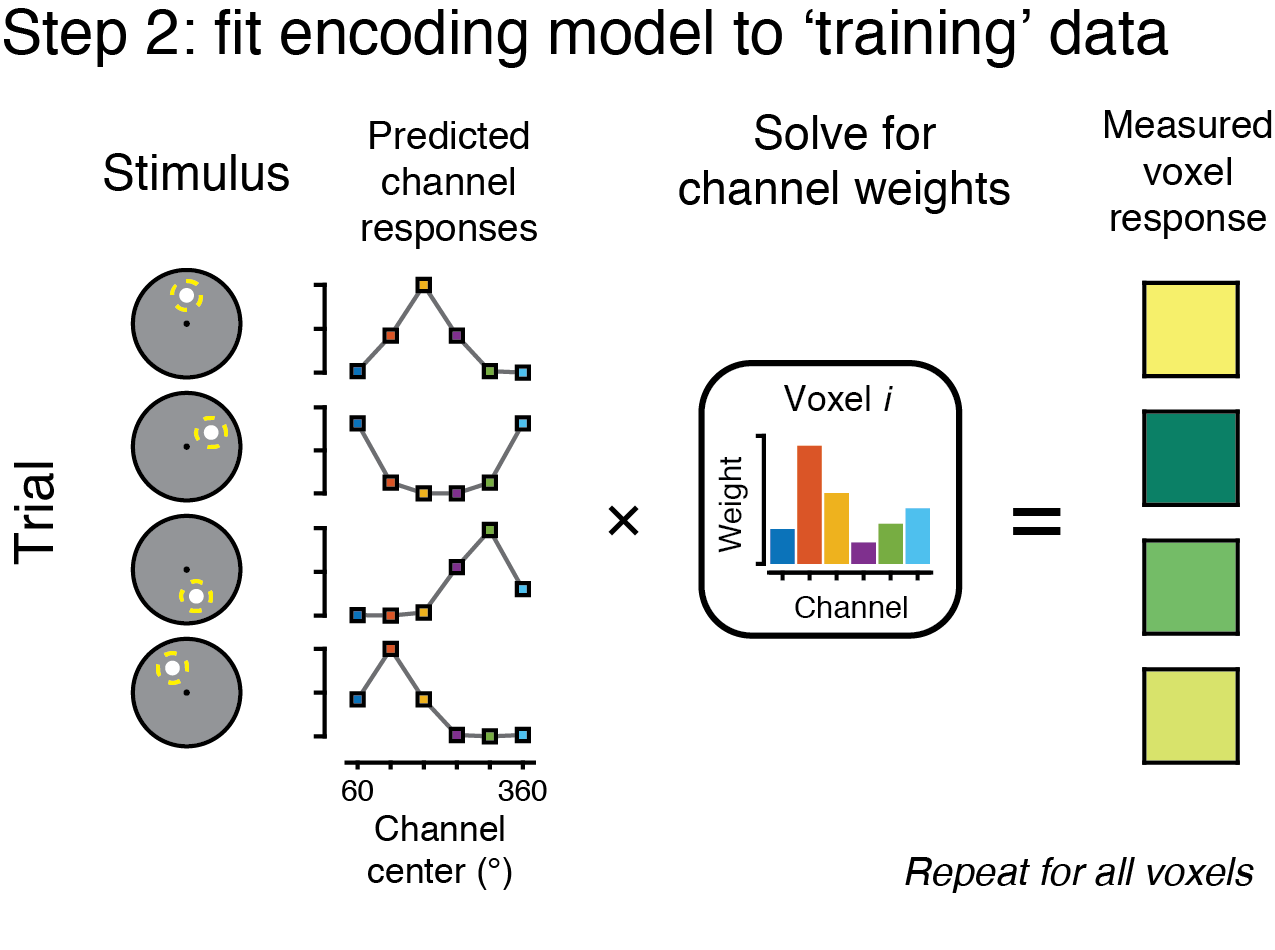 Step 2: fit encoding model to ‘training’ data
Stimulus
Predicted
channel
responses
Solve for
channel weights
Measured
voxel
response
Trial
×
Voxel i
Weight
Channel
=
60
360
Channel
center (°)
Repeat for all voxels